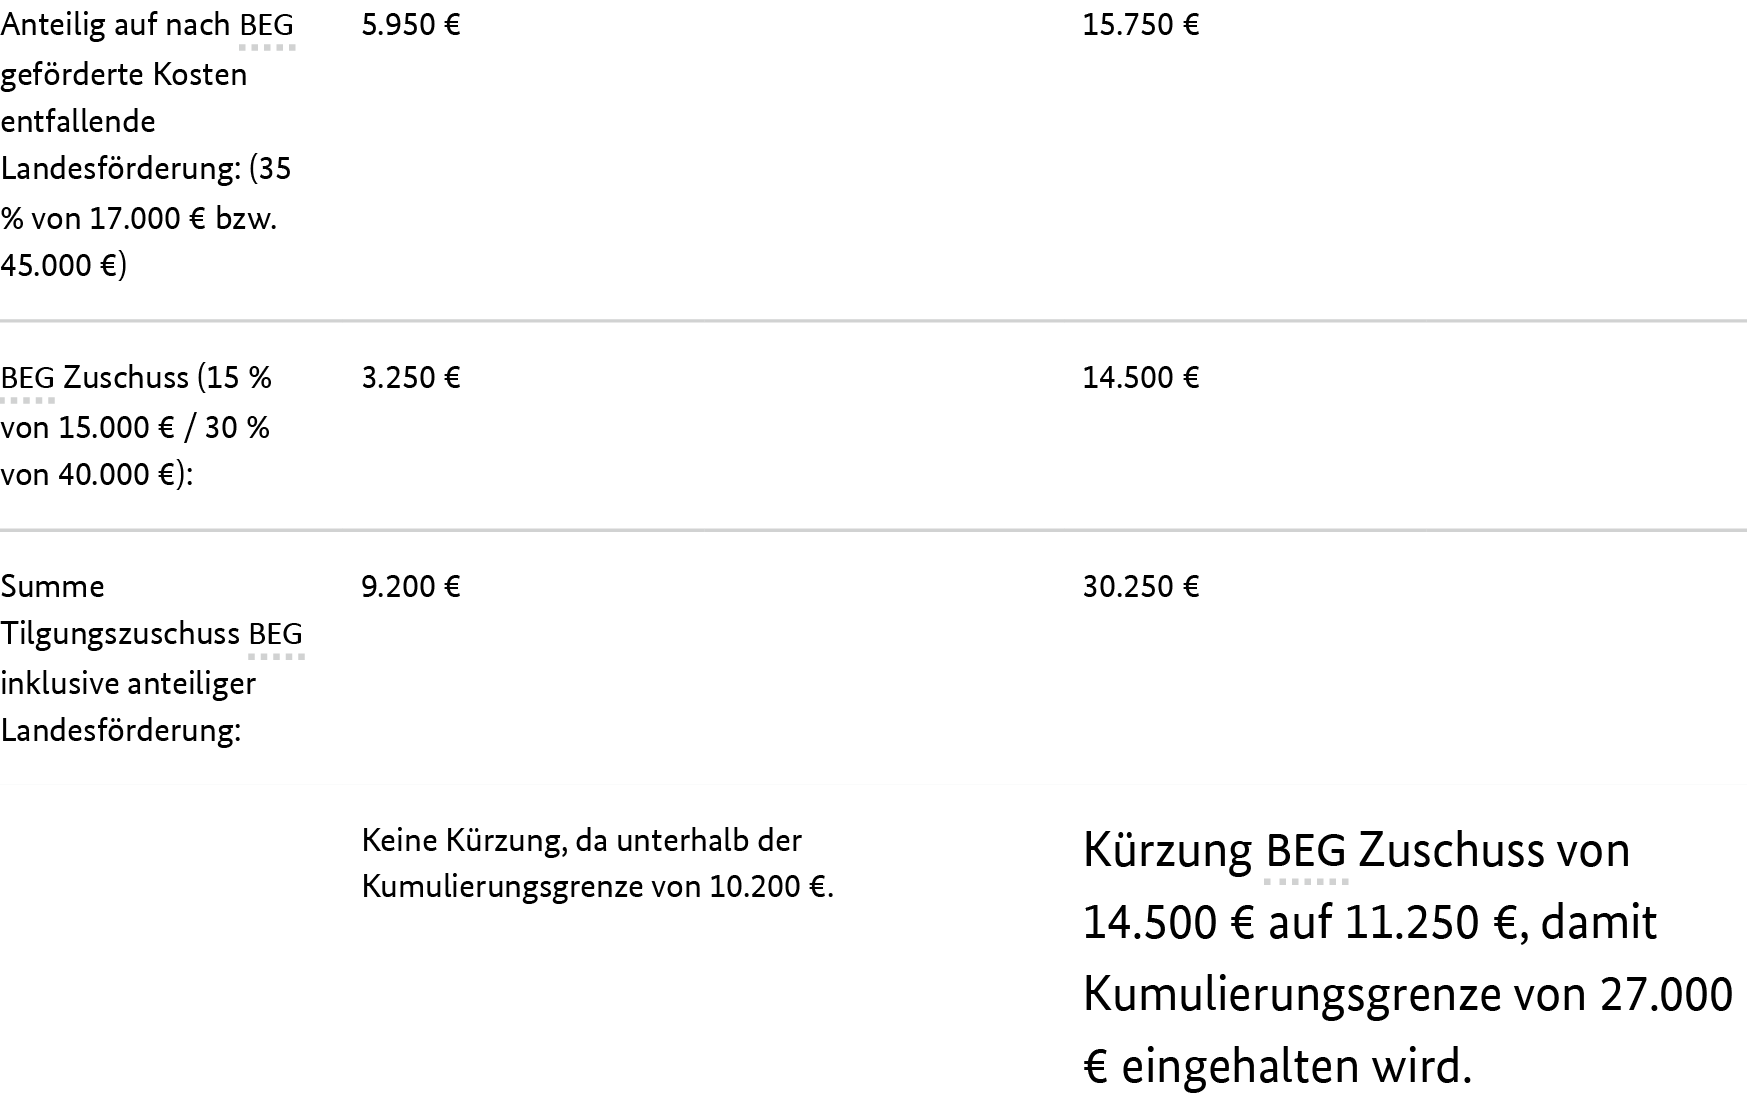 Anteilig auf nach BEG 5.950 € 15.750 €
geförderte Kosten
entfallende
Landesförderung: (35
% von 17.000 € bzw.
45.000 €)
BEG Zuschuss (15 % 3.250 € 14.500 €
von 15.000 € / 30 %
von 40.000 €):
Summe 9.200 € 30.250 €
Tilgungszuschuss BEG
inklusive anteiliger
Landesförderung:
Keine Kürzung, da unterhalb der
Kumulierungsgrenze von 10.200 €.
Kürzung BEG Zuschuss von
14.500 € auf 11.250 €, damit
Kumulierungsgrenze von 27.000
€ eingehalten wird.